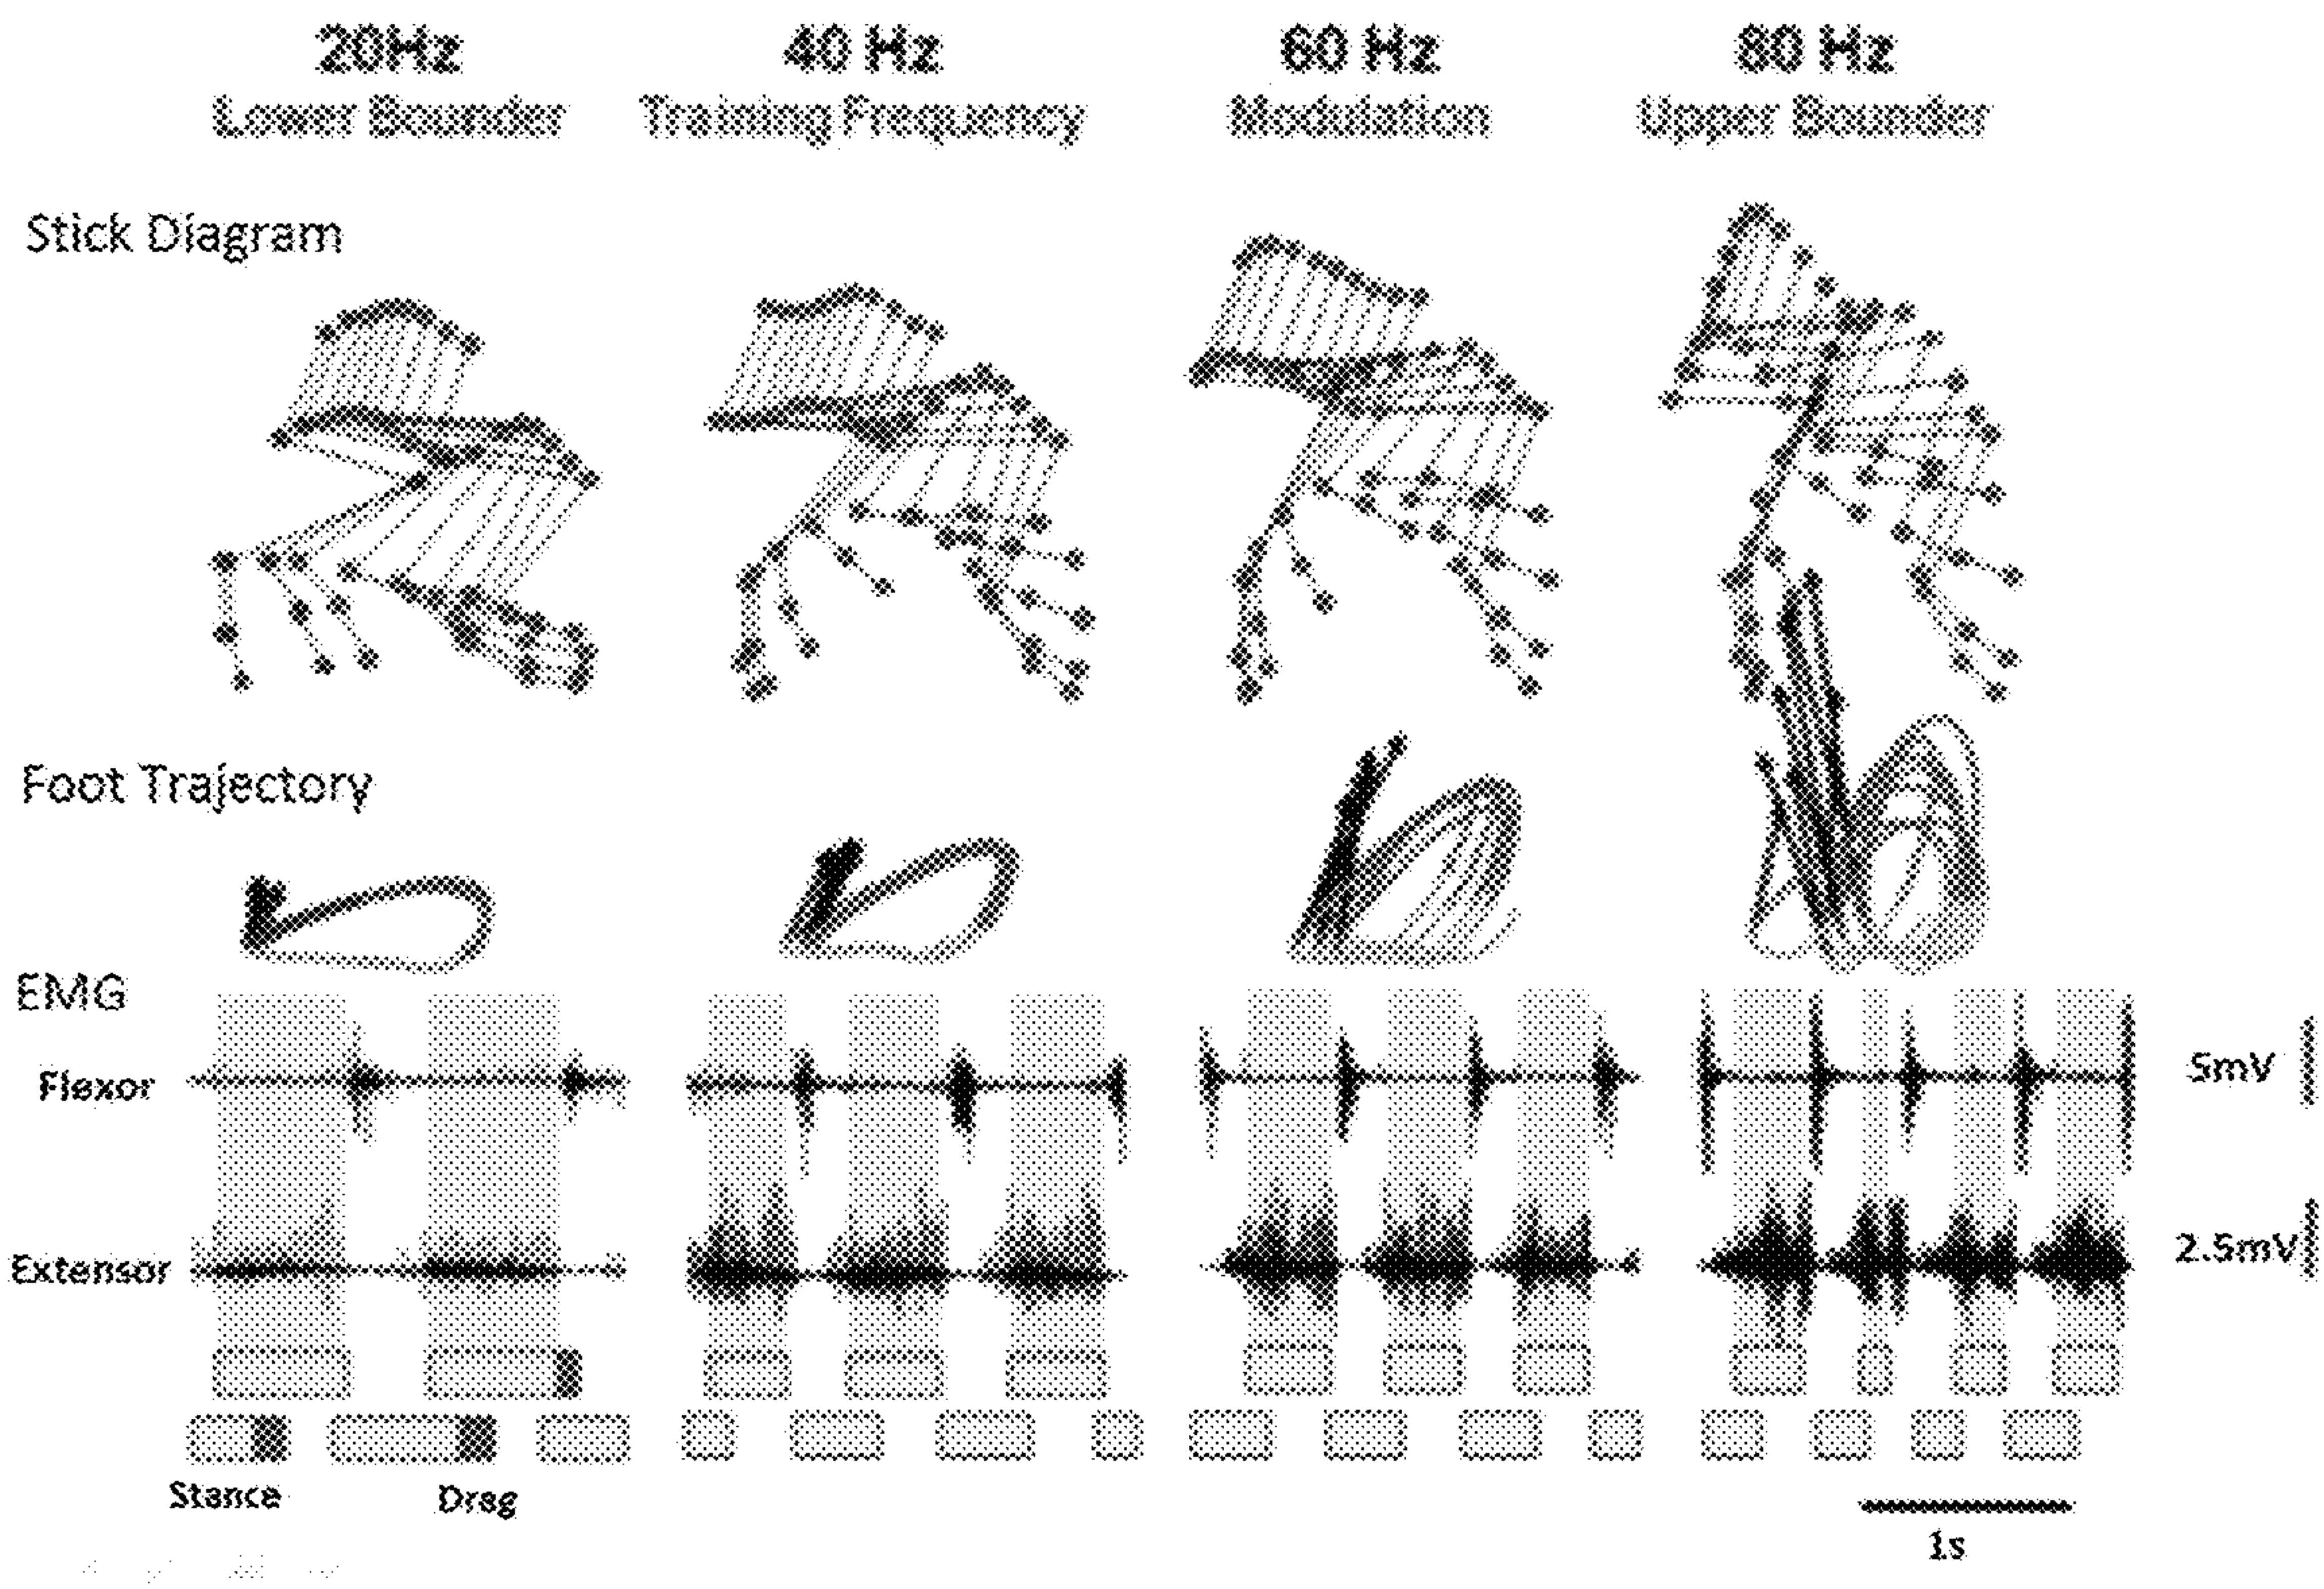 20Hz 40 Hz 60 Hz 80 Hz
Lower Bounder Training Frequency Modulation Upper Bounder
Stick Diagram
Foot Trajectory
EMG
Flexor 5mV
Extensor 2.5mV
Stance Drag
1s